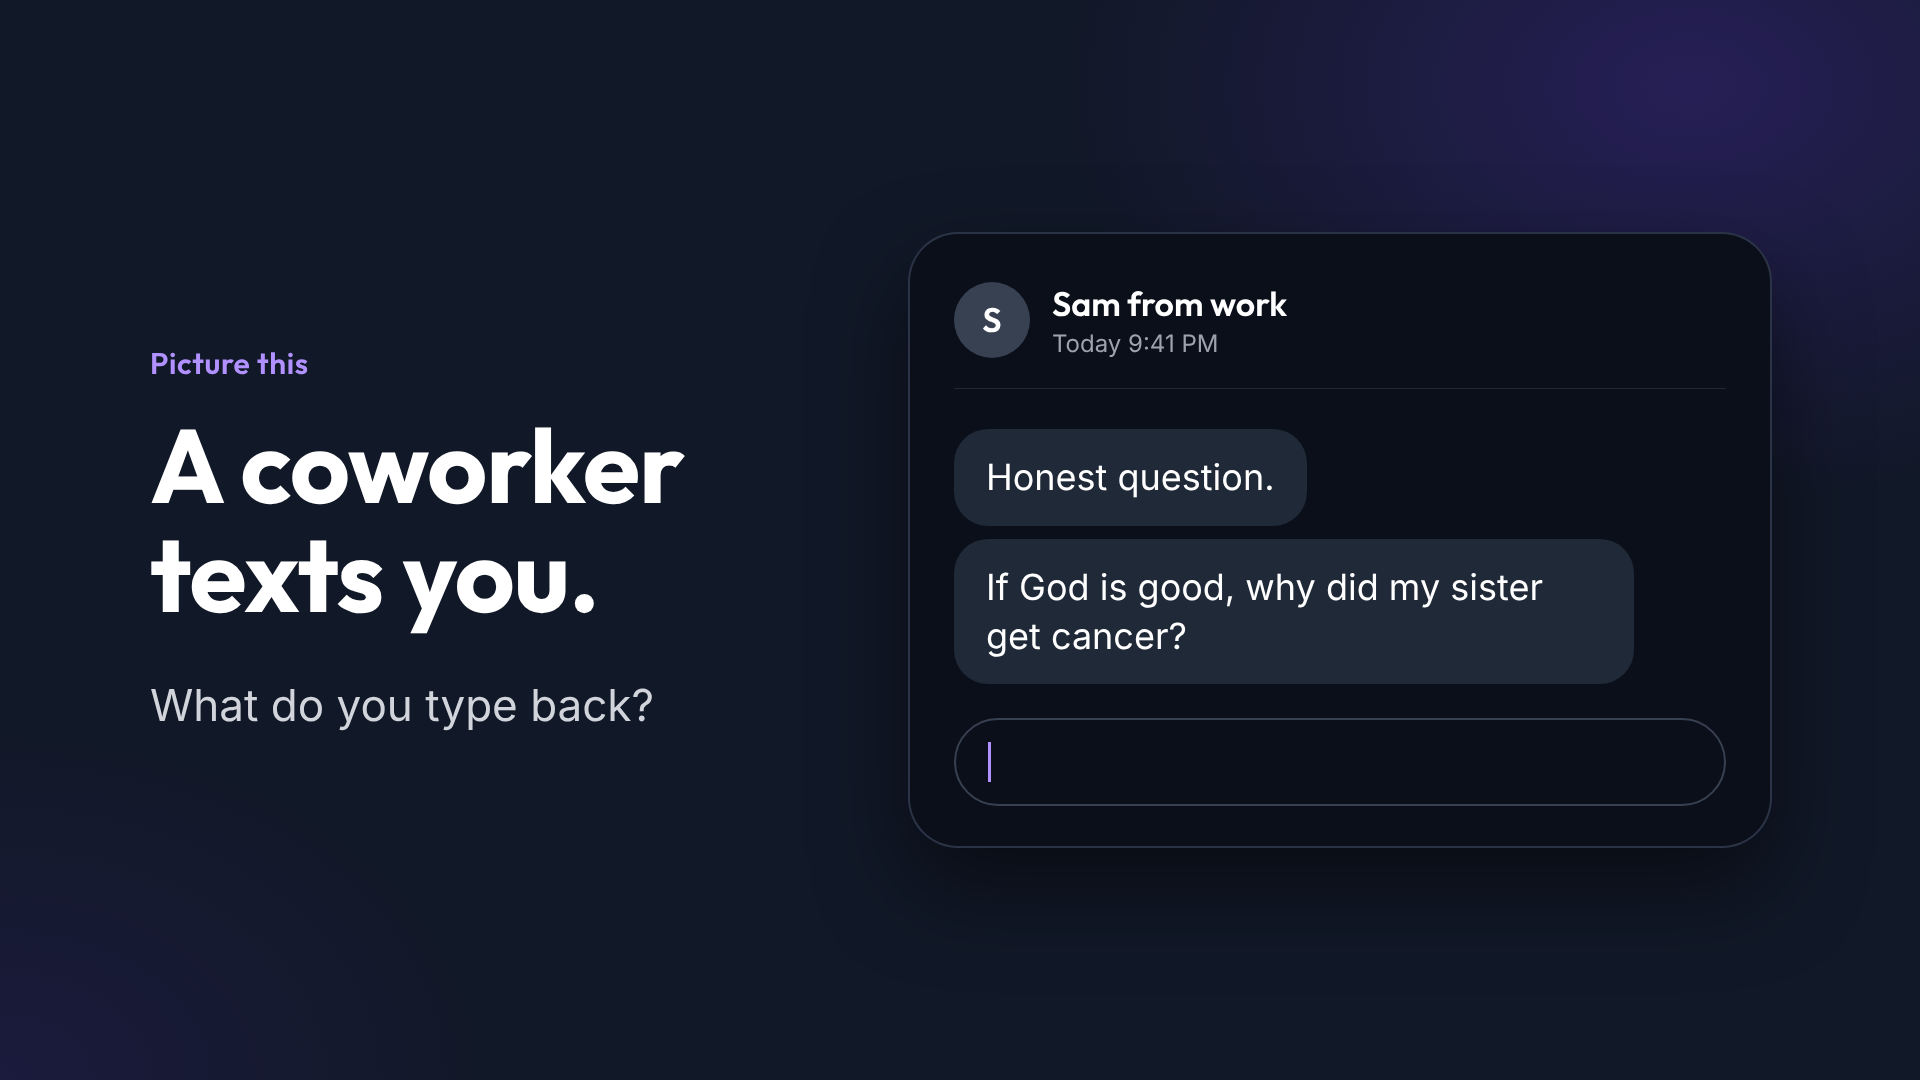 Picture this
A coworker
texts you.
What do you type back?
S
Sam from work
Today 9:41 PM
Honest question.
If God is good, why did my sister
get cancer?